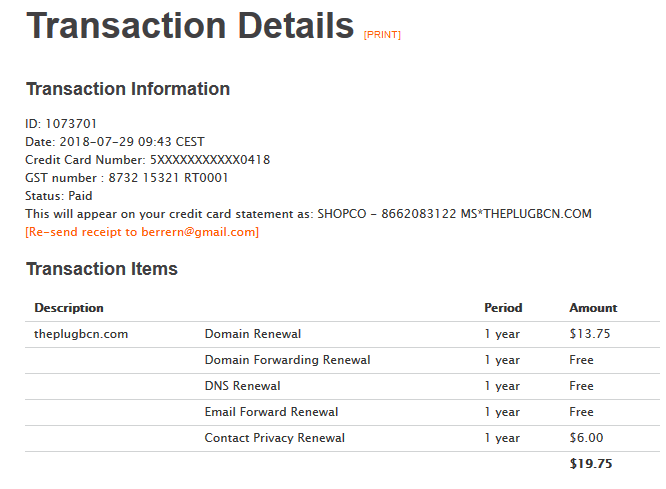 Transaction Details [PRINT]
Transaction Information
ID: 1073701
Date: 2018-07-29 09:43 CEST
Credit Card Number: 5XXXXXXXXXXX0418
GST number : 8732 15321 RT0001
Status: Paid
This will appear on your credit card statement as: SHOPCO - 8662083122 MS*THEPLUGBCN.COM
[Re-send receipt to berrern@gmail.com]
Transaction Items
Description Period Amount
theplugbcn.com Domain Renewal 1 year $13.75
Domain Forwarding Renewal 1 year Free
DNS Renewal 1 year Free
Email Forward Renewal 1 year Free
Contact Privacy Renewal 1 year $6.00
$19.75